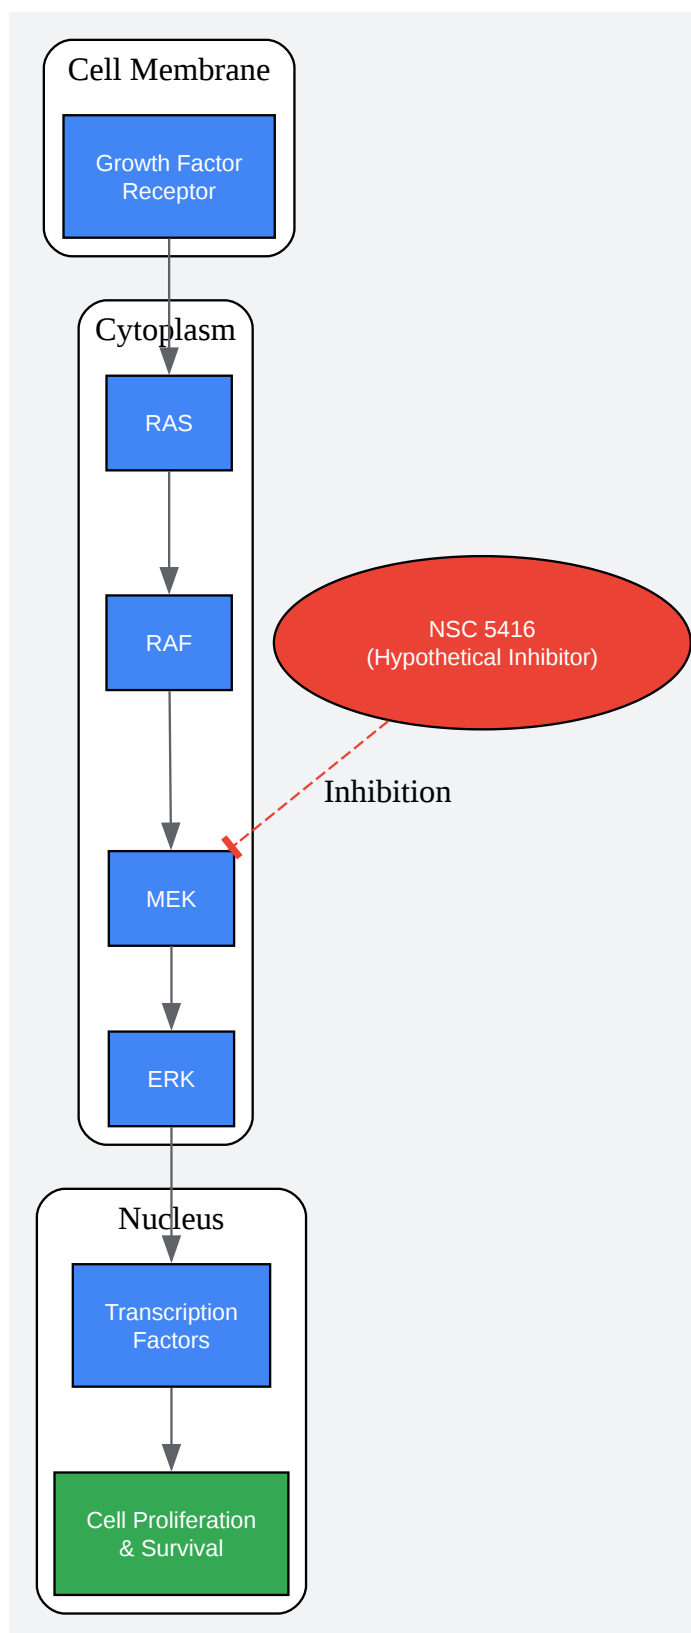 Cell Membrane
Growth Factor
Receptor
Cytoplasm
RAS
RAF
NSC 5416
(Hypothetical Inhibitor)
Inhibition
MEK
ERK
Nucleus
Transcription
Factors
Cell Proliferation
& Survival